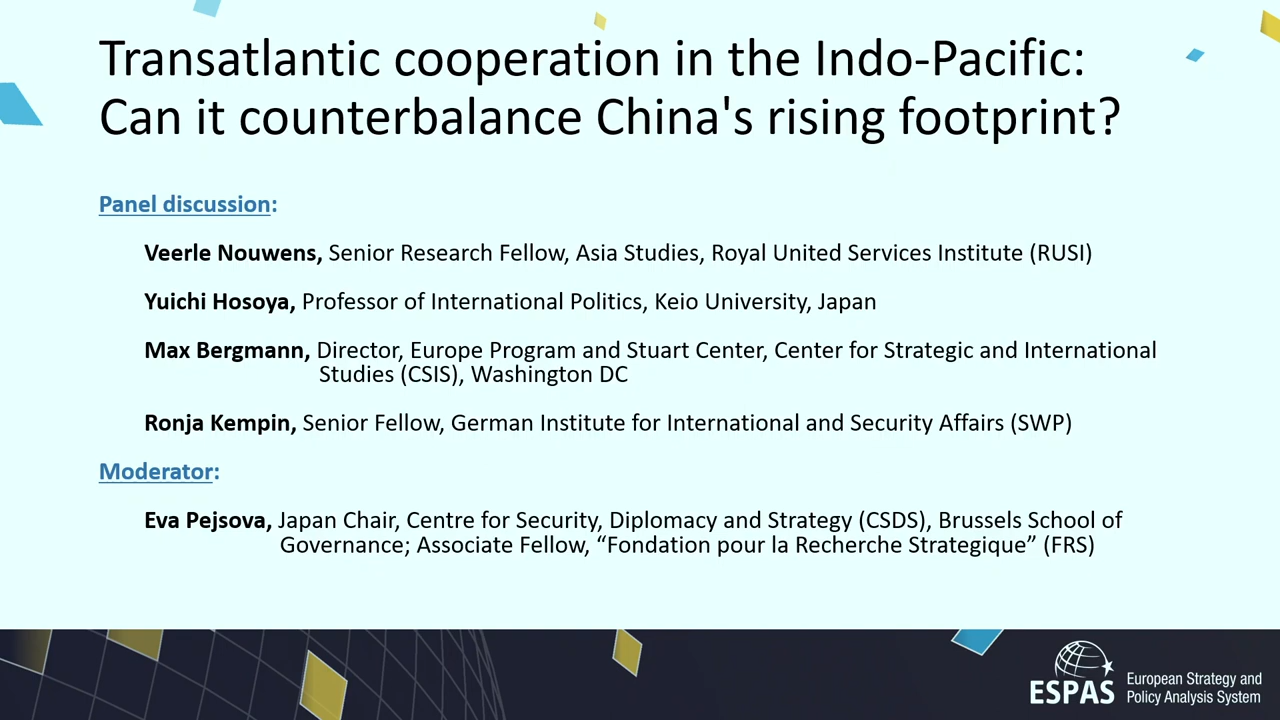 Transatlantic cooperation in the Indo-Pacific:
Can it counterbalance China's rising footprint?
Panel discussion:
Veerle Nouwens, Senior Research Fellow, Asia Studies, Royal United Services Institute (RUSI)
Yuichi Hosoya, Professor of International Politics, Keio University, Japan
Max Bergmann, Director, Europe Program and Stuart Center, Center for Strategic and International
Studies (CSIS), Washington DC
Ronja Kempin, Senior Fellow, German Institute for International and Security Affairs (SWP)
Moderator:
Eva Pejsova, Japan Chair, Centre for Security, Diplomacy and Strategy (CSDS), Brussels School of
Governance; Associate Fellow, “Fondation pour la Recherche Strategique” (FRS)
ESPAS
European Strategy and
Policy Analysis System